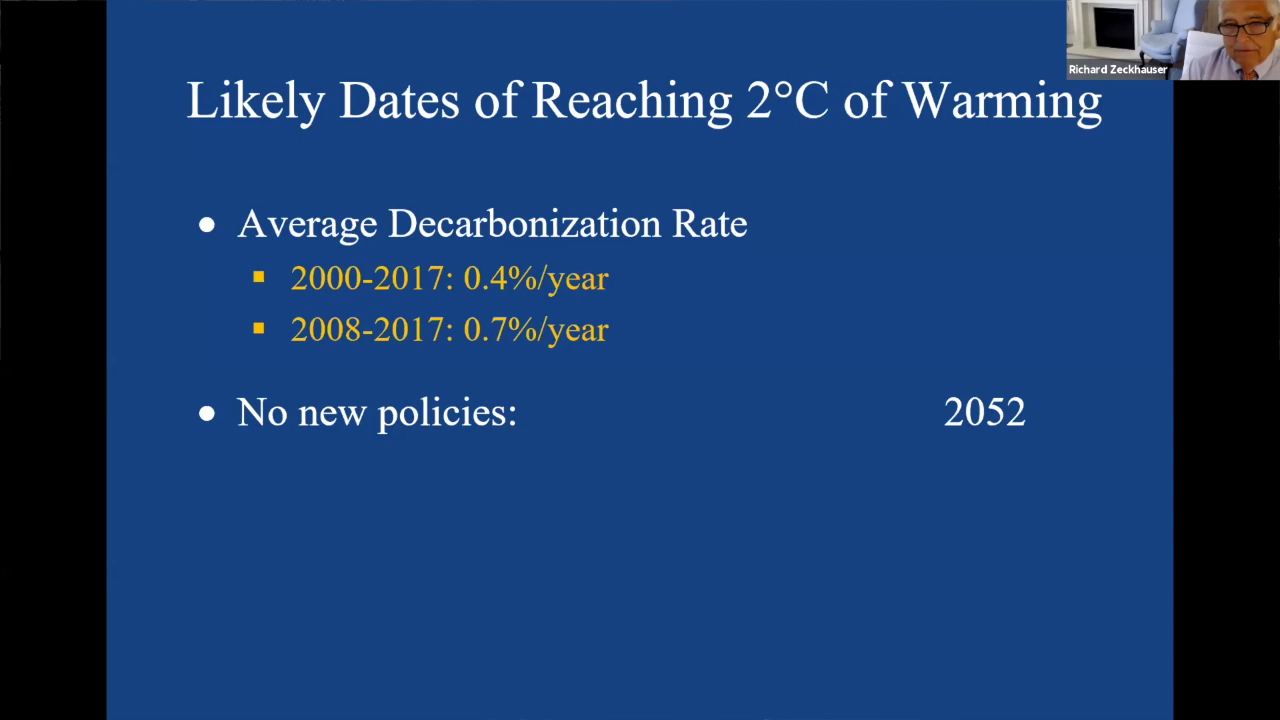 Richard Zeckhauser
Likely Dates of Reaching 2°C of Warming
● Average Decarbonization Rate
▪ 2000-2017: 0.4%/year
▪ 2008-2017: 0.7%/year
● No new policies: 2052